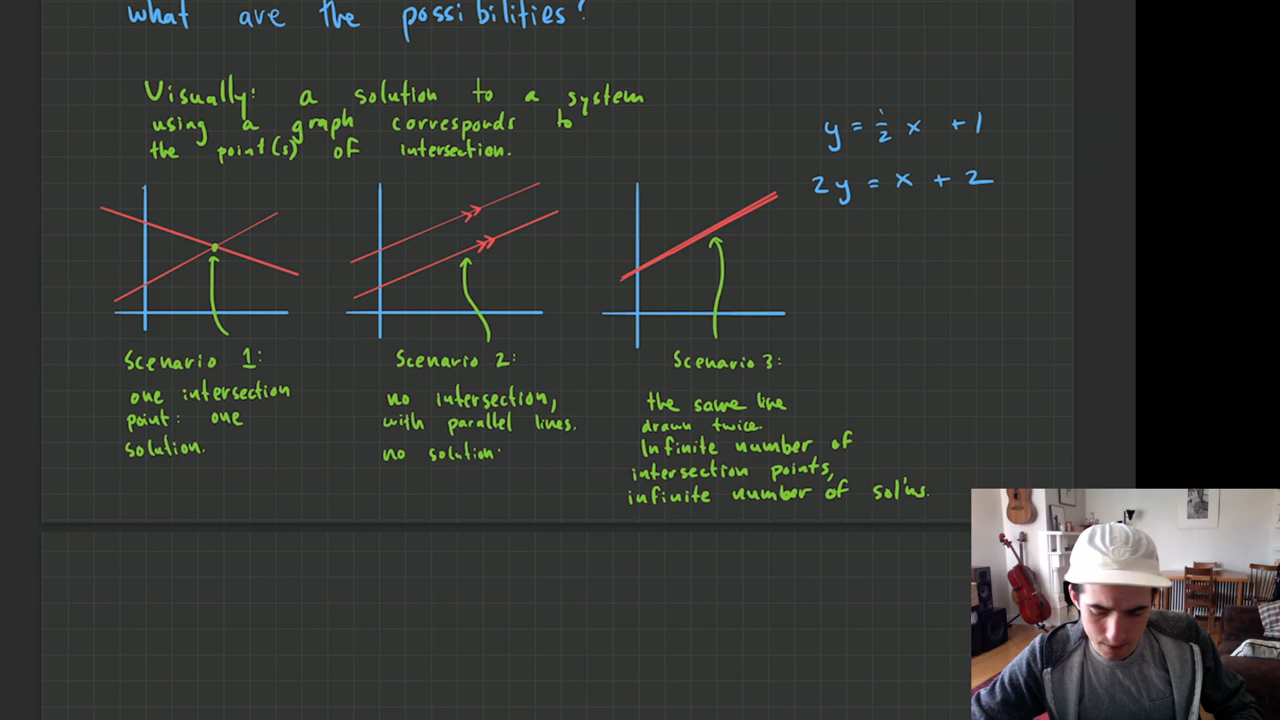 what are the possibilities?
Visually: a solution to a system
using a graph corresponds to
the point(s) of intersection.
y = 1/2 x + 1
2y = x + 2
Scenario 1:
one intersection
point: one
solution.
Scenario 2:
no intersection,
with parallel lines.
no solution.
Scenario 3:
the same line
drawn twice.
Infinite number of
intersection points,
infinite number of sol'ns.